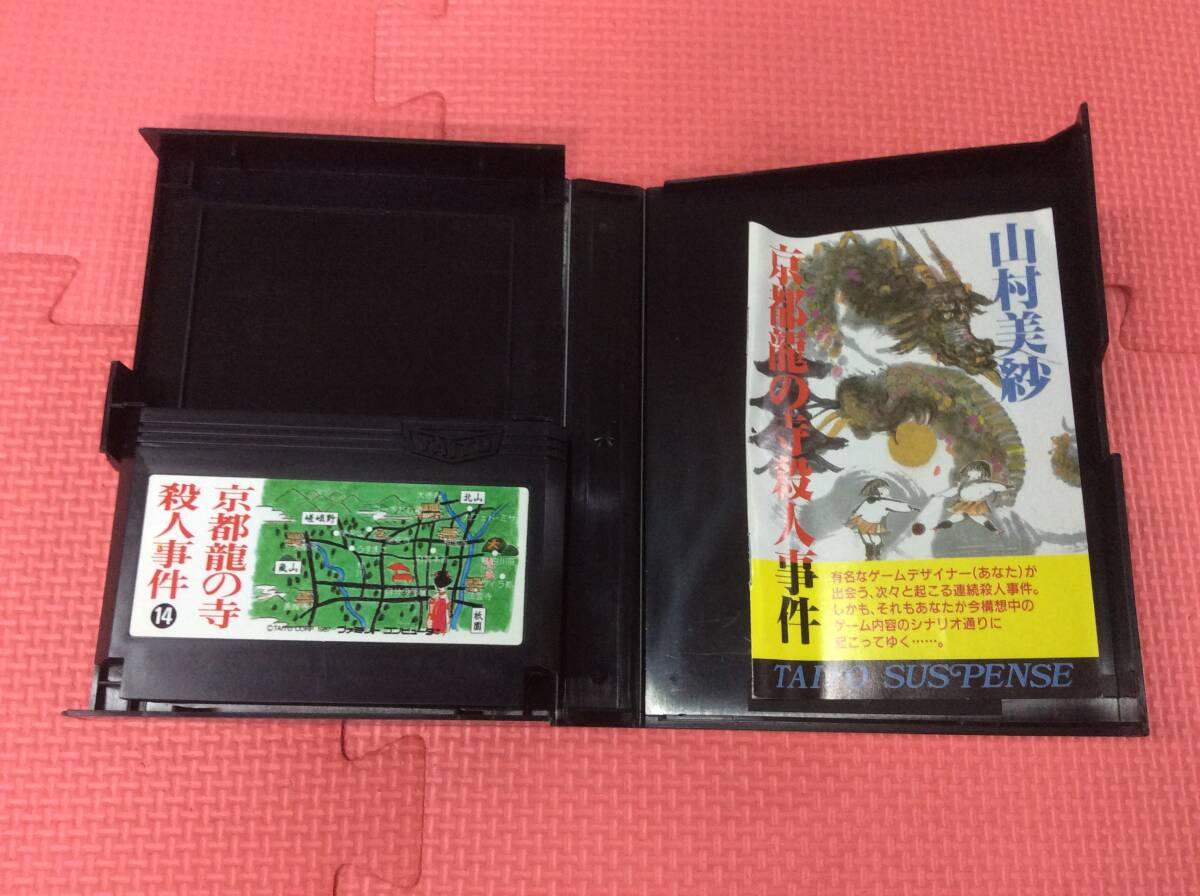 TAITO
京都龍の寺
殺人事件
14
北山
嵯峨野
嵐山
祇園
大
©TAITO CORP. 1987
ファミリーコンピュータ
山村美紗
京都龍の寺殺人事件
有名なゲームデザイナー(あなた)が
出会う、次々と起こる連続殺人事件。
しかも、それもあなたが今構想中の
ゲーム内容のシナリオ通りに
起こってゆく……。
TAITO SUSPENSE